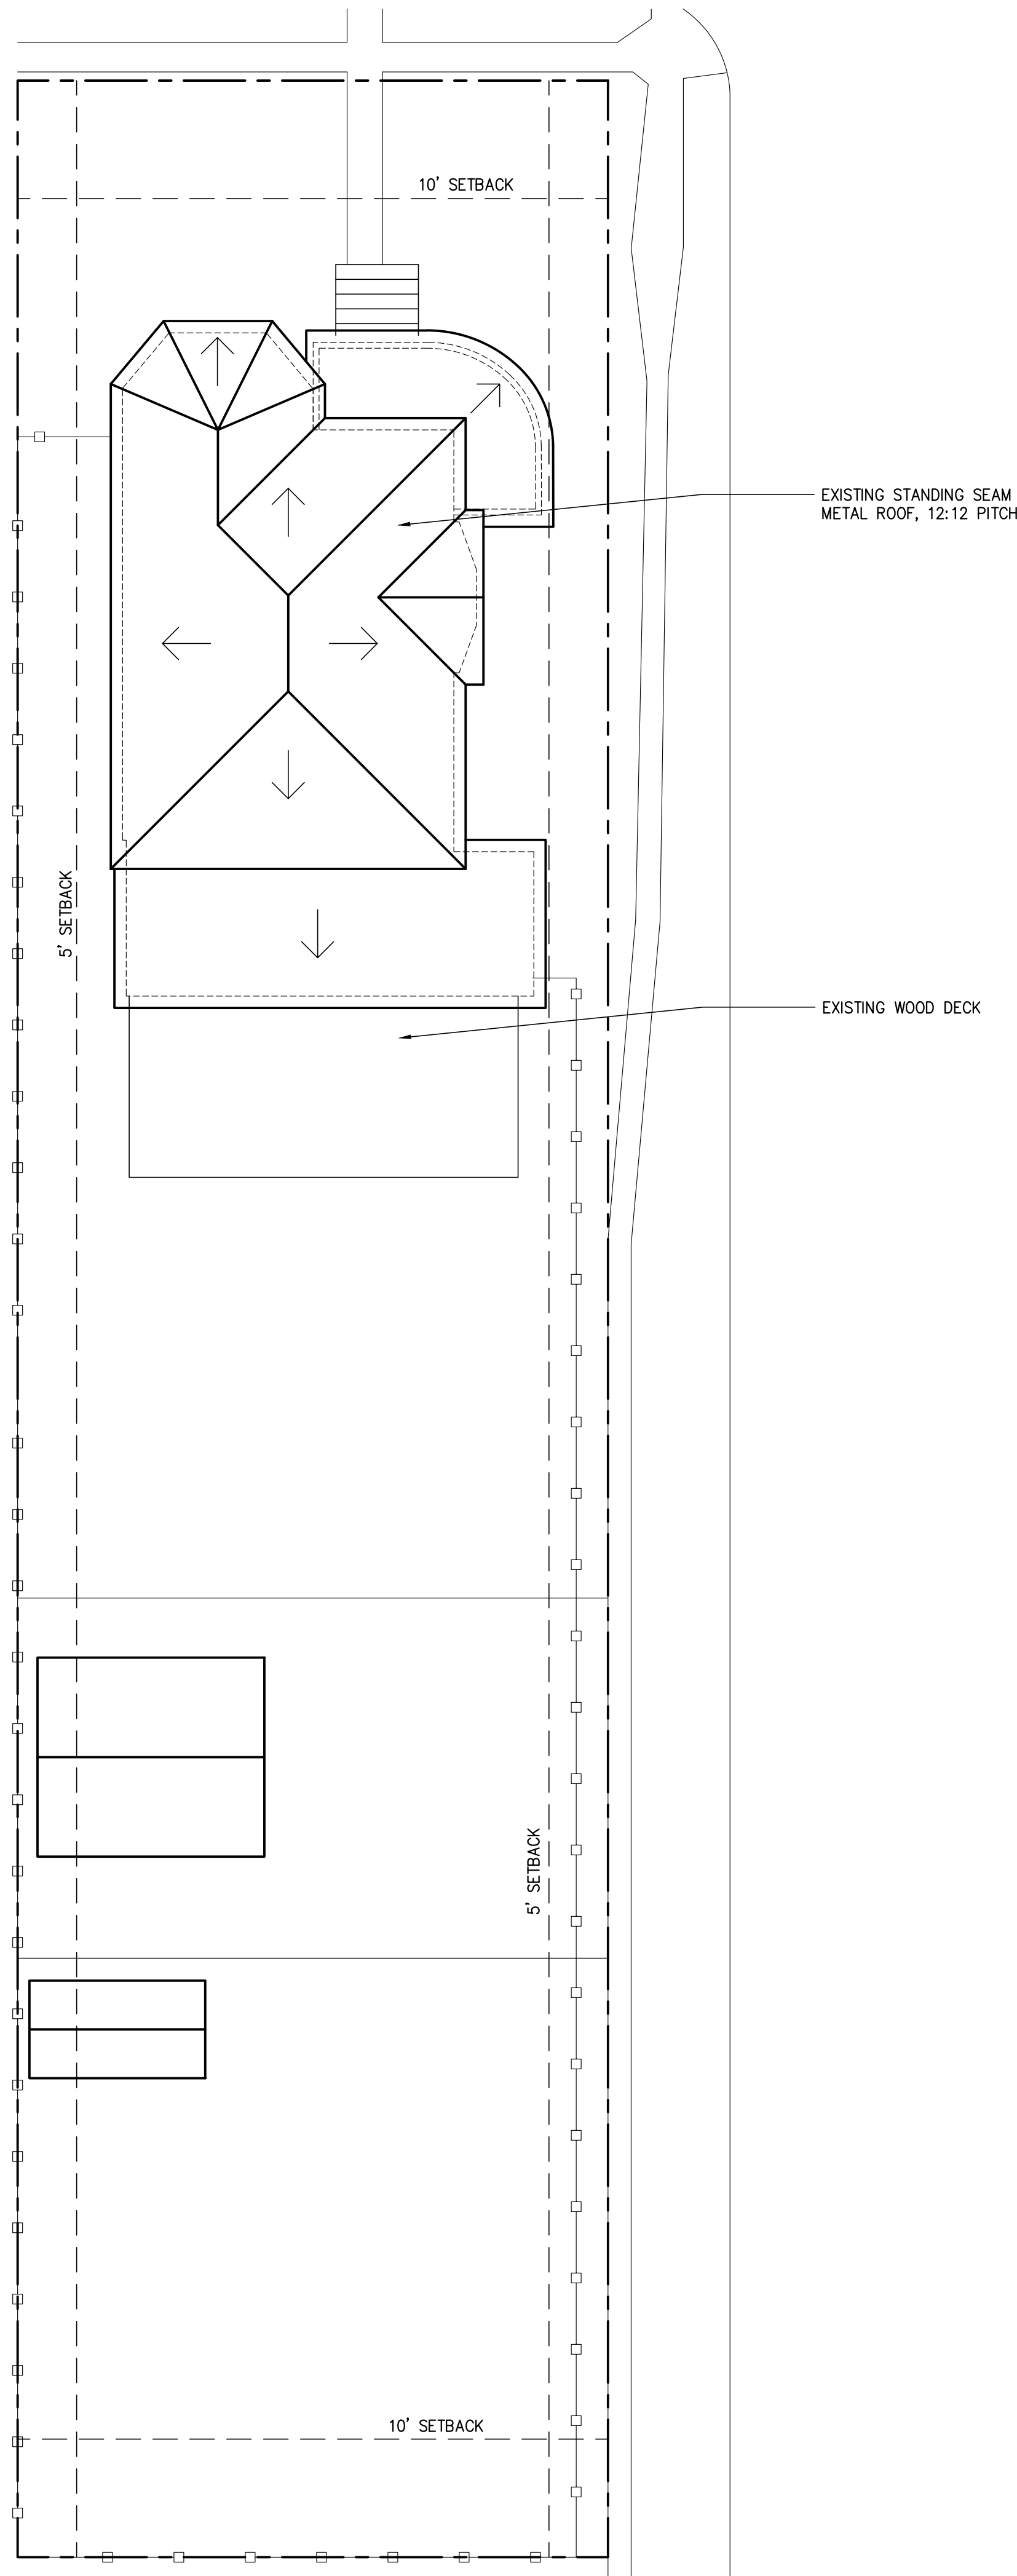 10' SETBACK
EXISTING STANDING SEAM
METAL ROOF, 12:12 PITCH
5' SETBACK
EXISTING WOOD DECK
5' SETBACK
10' SETBACK